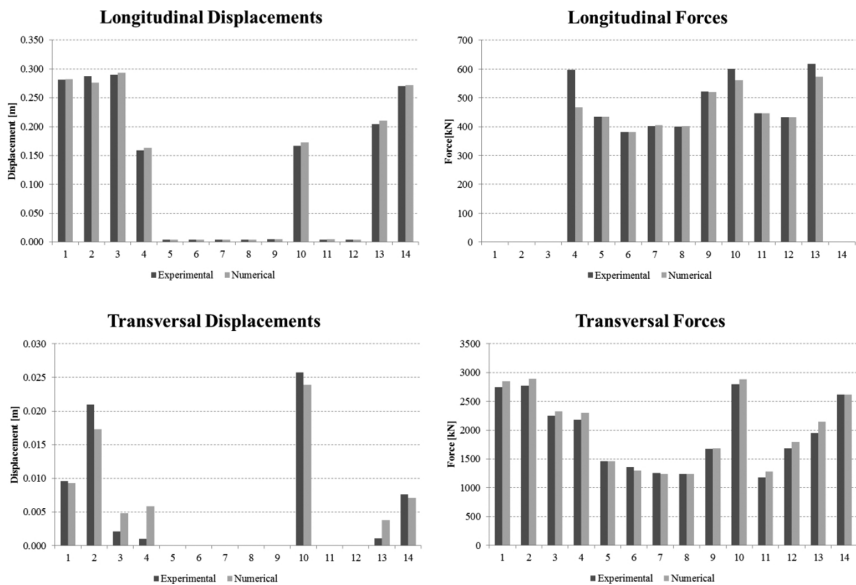 Longitudinal Displacements
0.350
0.300
0.250
0.200
0.150
0.100
0.050
0.000
Displacement [m]
1 2 3 4 5 6 7 8 9 10 11 12 13 14
Experimental Numerical
Longitudinal Forces
700
600
500
400
300
200
100
0
Force[kN]
1 2 3 4 5 6 7 8 9 10 11 12 13 14
Experimental Numerical
Transversal Displacements
0.030
0.025
0.020
0.015
0.010
0.005
0.000
Displacement [m]
1 2 3 4 5 6 7 8 9 10 11 12 13 14
Experimental Numerical
Transversal Forces
3500
3000
2500
2000
1500
1000
500
0
Force [kN]
1 2 3 4 5 6 7 8 9 10 11 12 13 14
Experimental Numerical